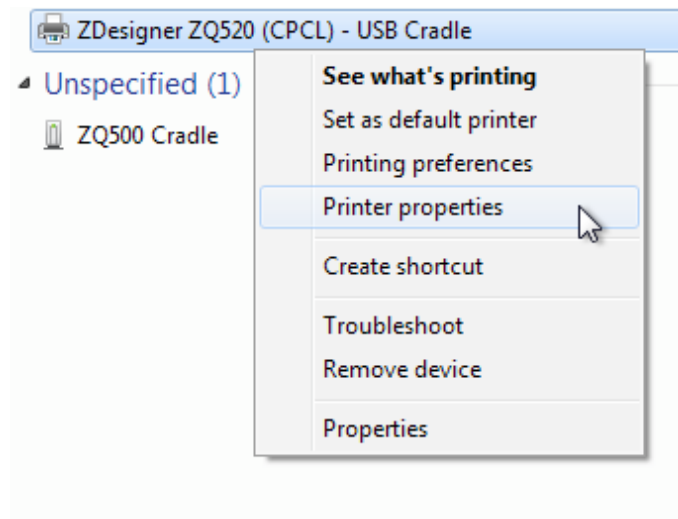 ZDesigner ZQ520 (CPCL) - USB Cradle
Unspecified (1)
ZQ500 Cradle
See what's printing
Set as default printer
Printing preferences
Printer properties
Create shortcut
Troubleshoot
Remove device
Properties